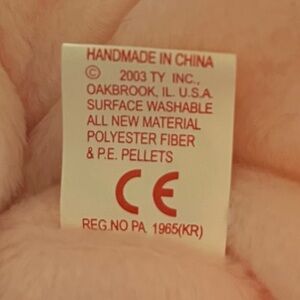 HANDMADE IN CHINA
© 2003 TY INC.,
OAKBROOK, IL. U.S.A.
SURFACE WASHABLE
ALL NEW MATERIAL
POLYESTER FIBER
& P.E. PELLETS
CE
REG.NO PA. 1965(KR)